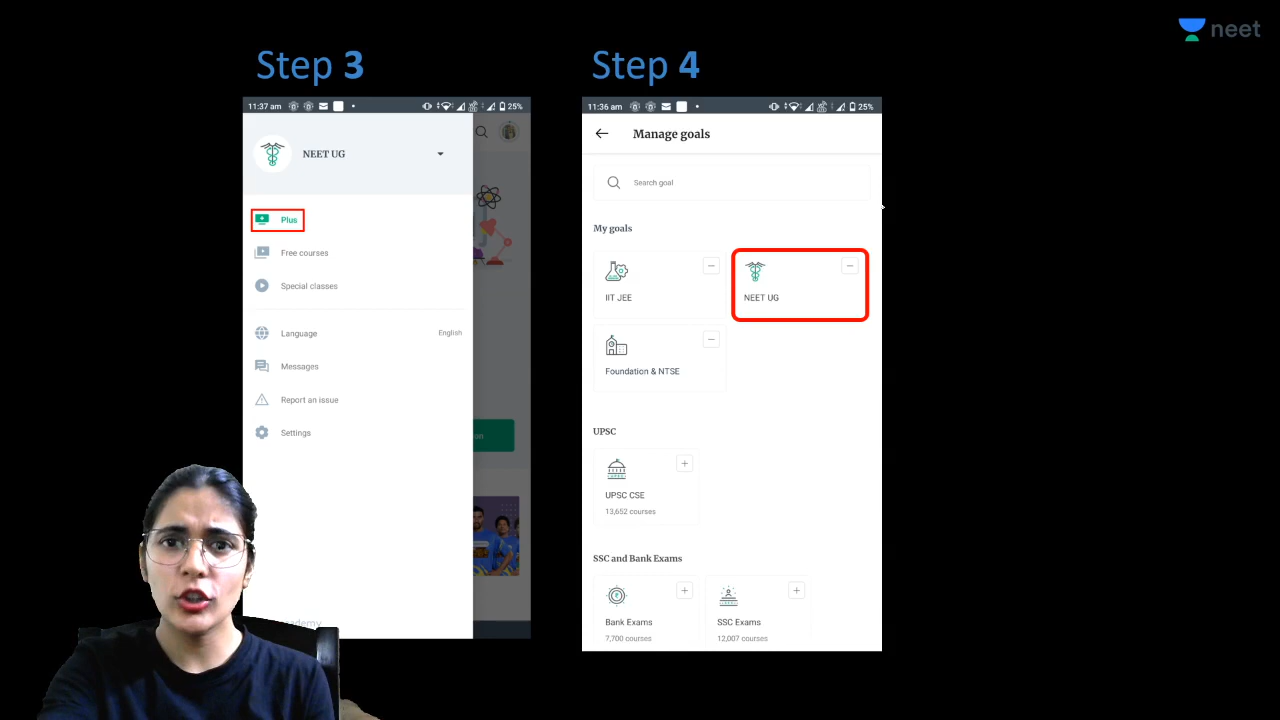 neet
Step 3
Step 4
11:37 am
25%
NEET UG
Plus
Free courses
Special classes
Language
English
Messages
Report an issue
Settings
11:36 am
25%
Manage goals
Search goal
My goals
IIT JEE
NEET UG
Foundation & NTSE
UPSC
UPSC CSE
13,652 courses
SSC and Bank Exams
Bank Exams
SSC Exams
7,700 courses
12,007 courses